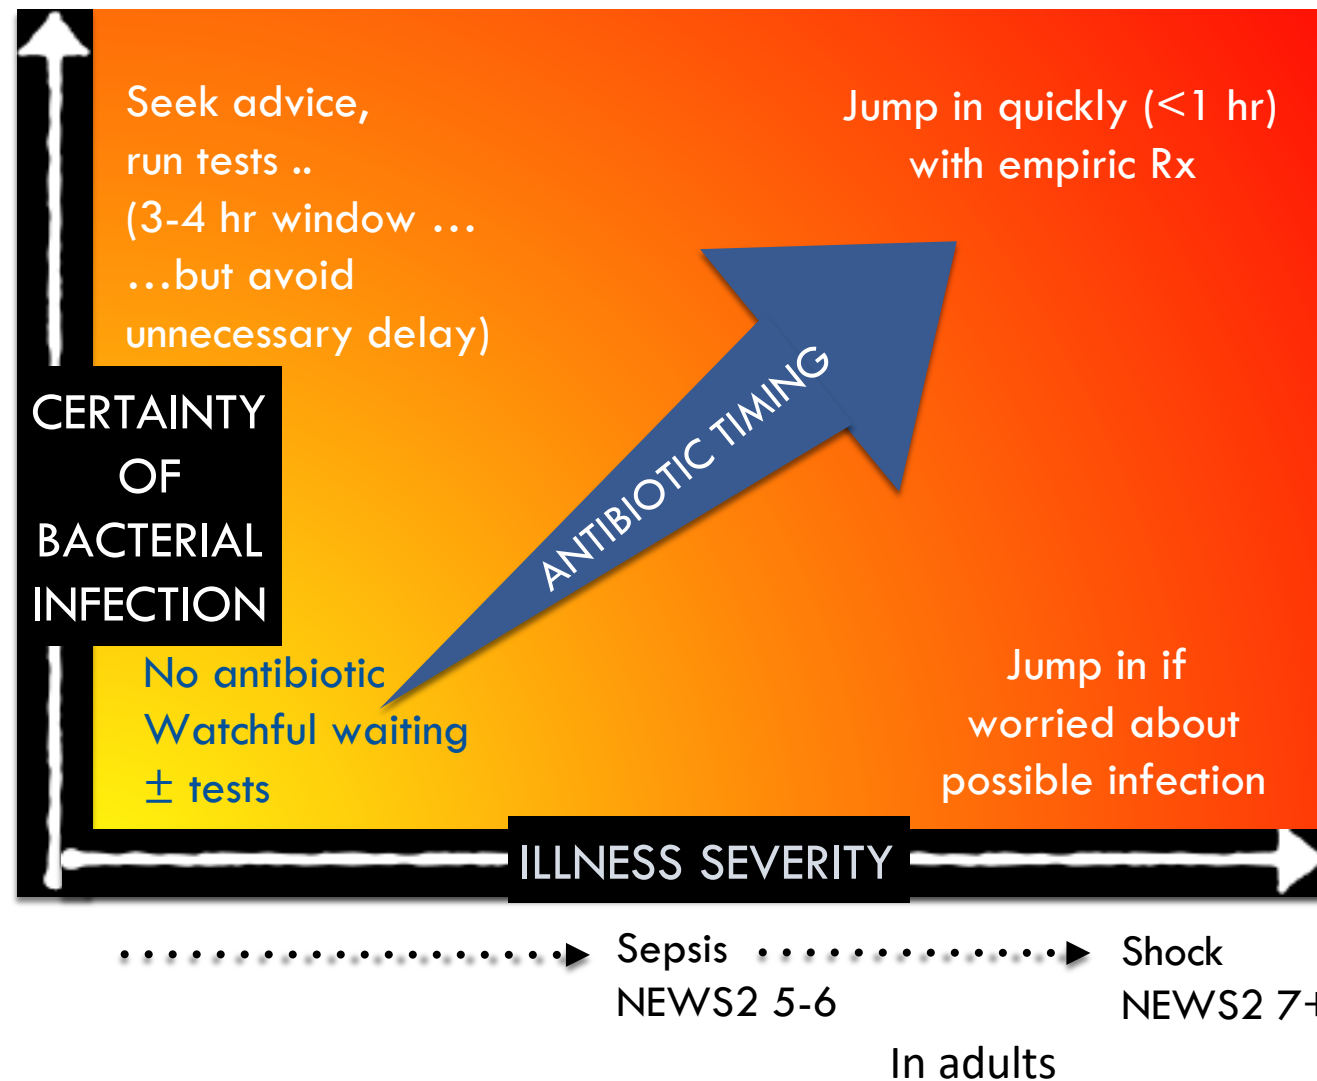 Seek advice,
run tests ..
(3-4 hr window …
…but avoid
unnecessary delay)
Jump in quickly (<1 hr)
with empiric Rx
CERTAINTY
OF
BACTERIAL
INFECTION
ANTIBIOTIC TIMING
No antibiotic
Watchful waiting
± tests
Jump in if
worried about
possible infection
ILLNESS SEVERITY
Sepsis
NEWS2 5-6
Shock
NEWS2 7+
In adults